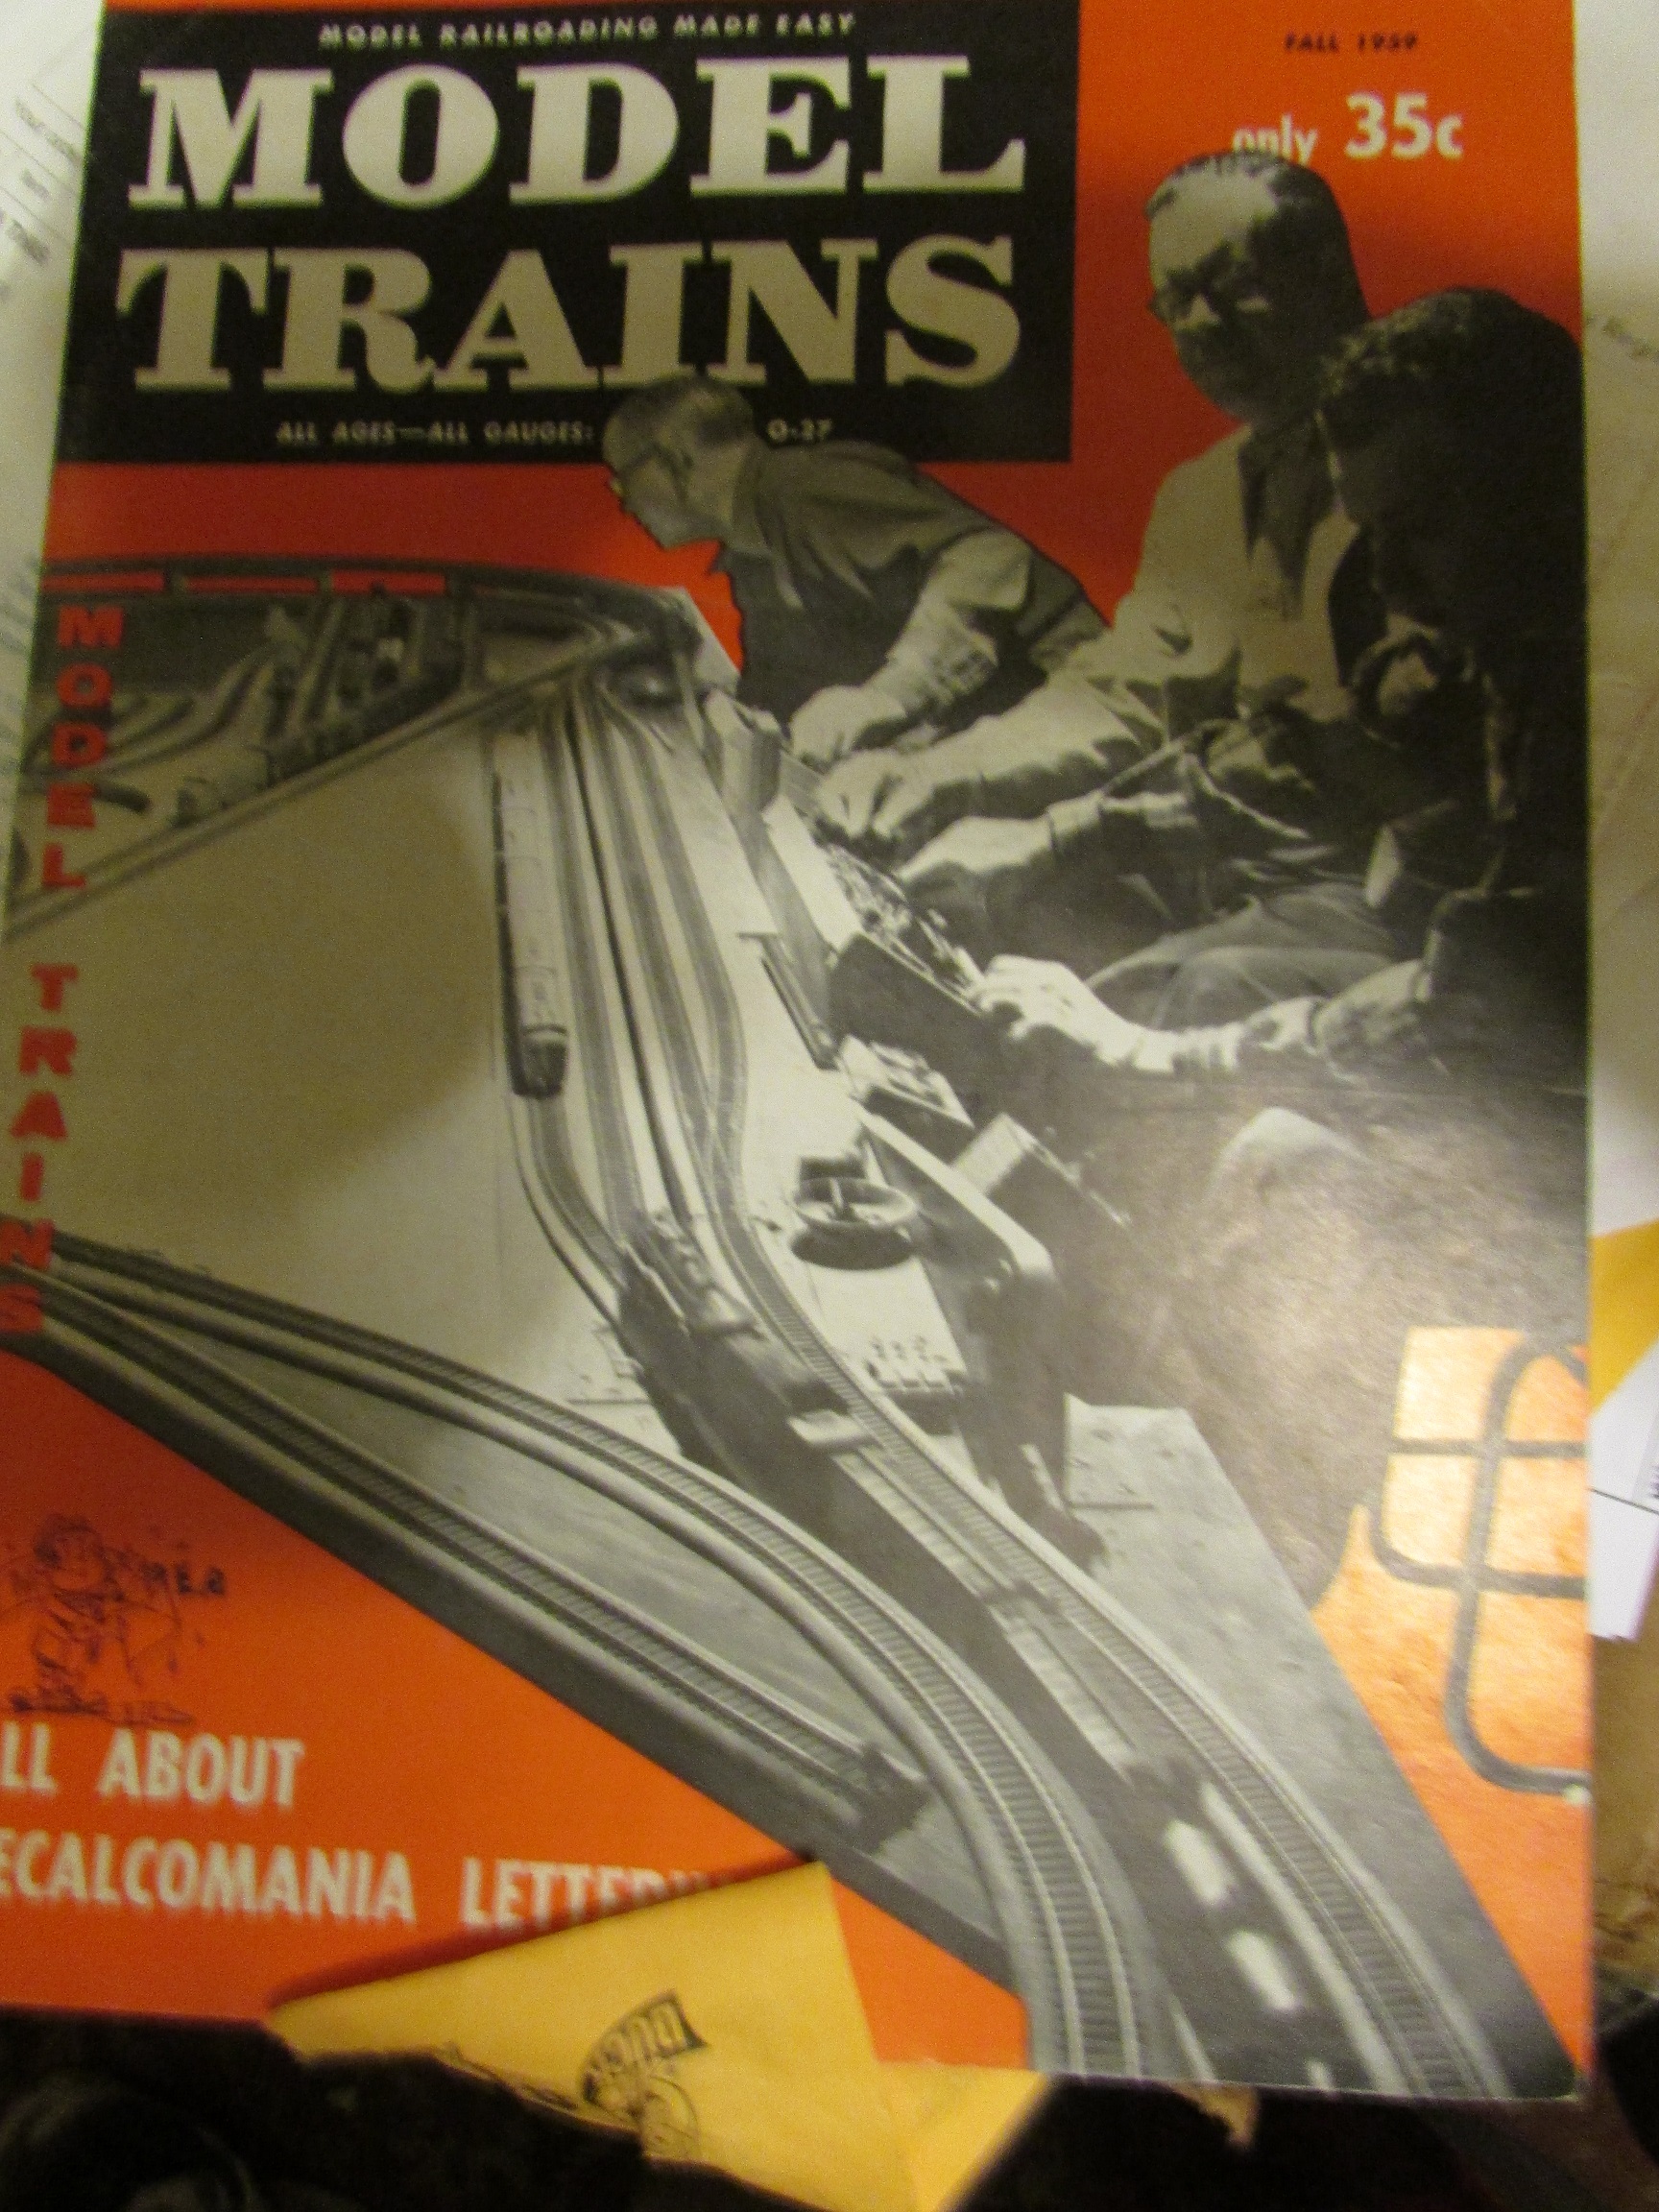 MODEL RAILROADING MADE EASY
MODEL
TRAINS
ALL AGES—ALL GAUGES: O-27
FALL 1959
only 35c
MODEL TRAINS
LL ABOUT
ECALCOMANIA LETTER